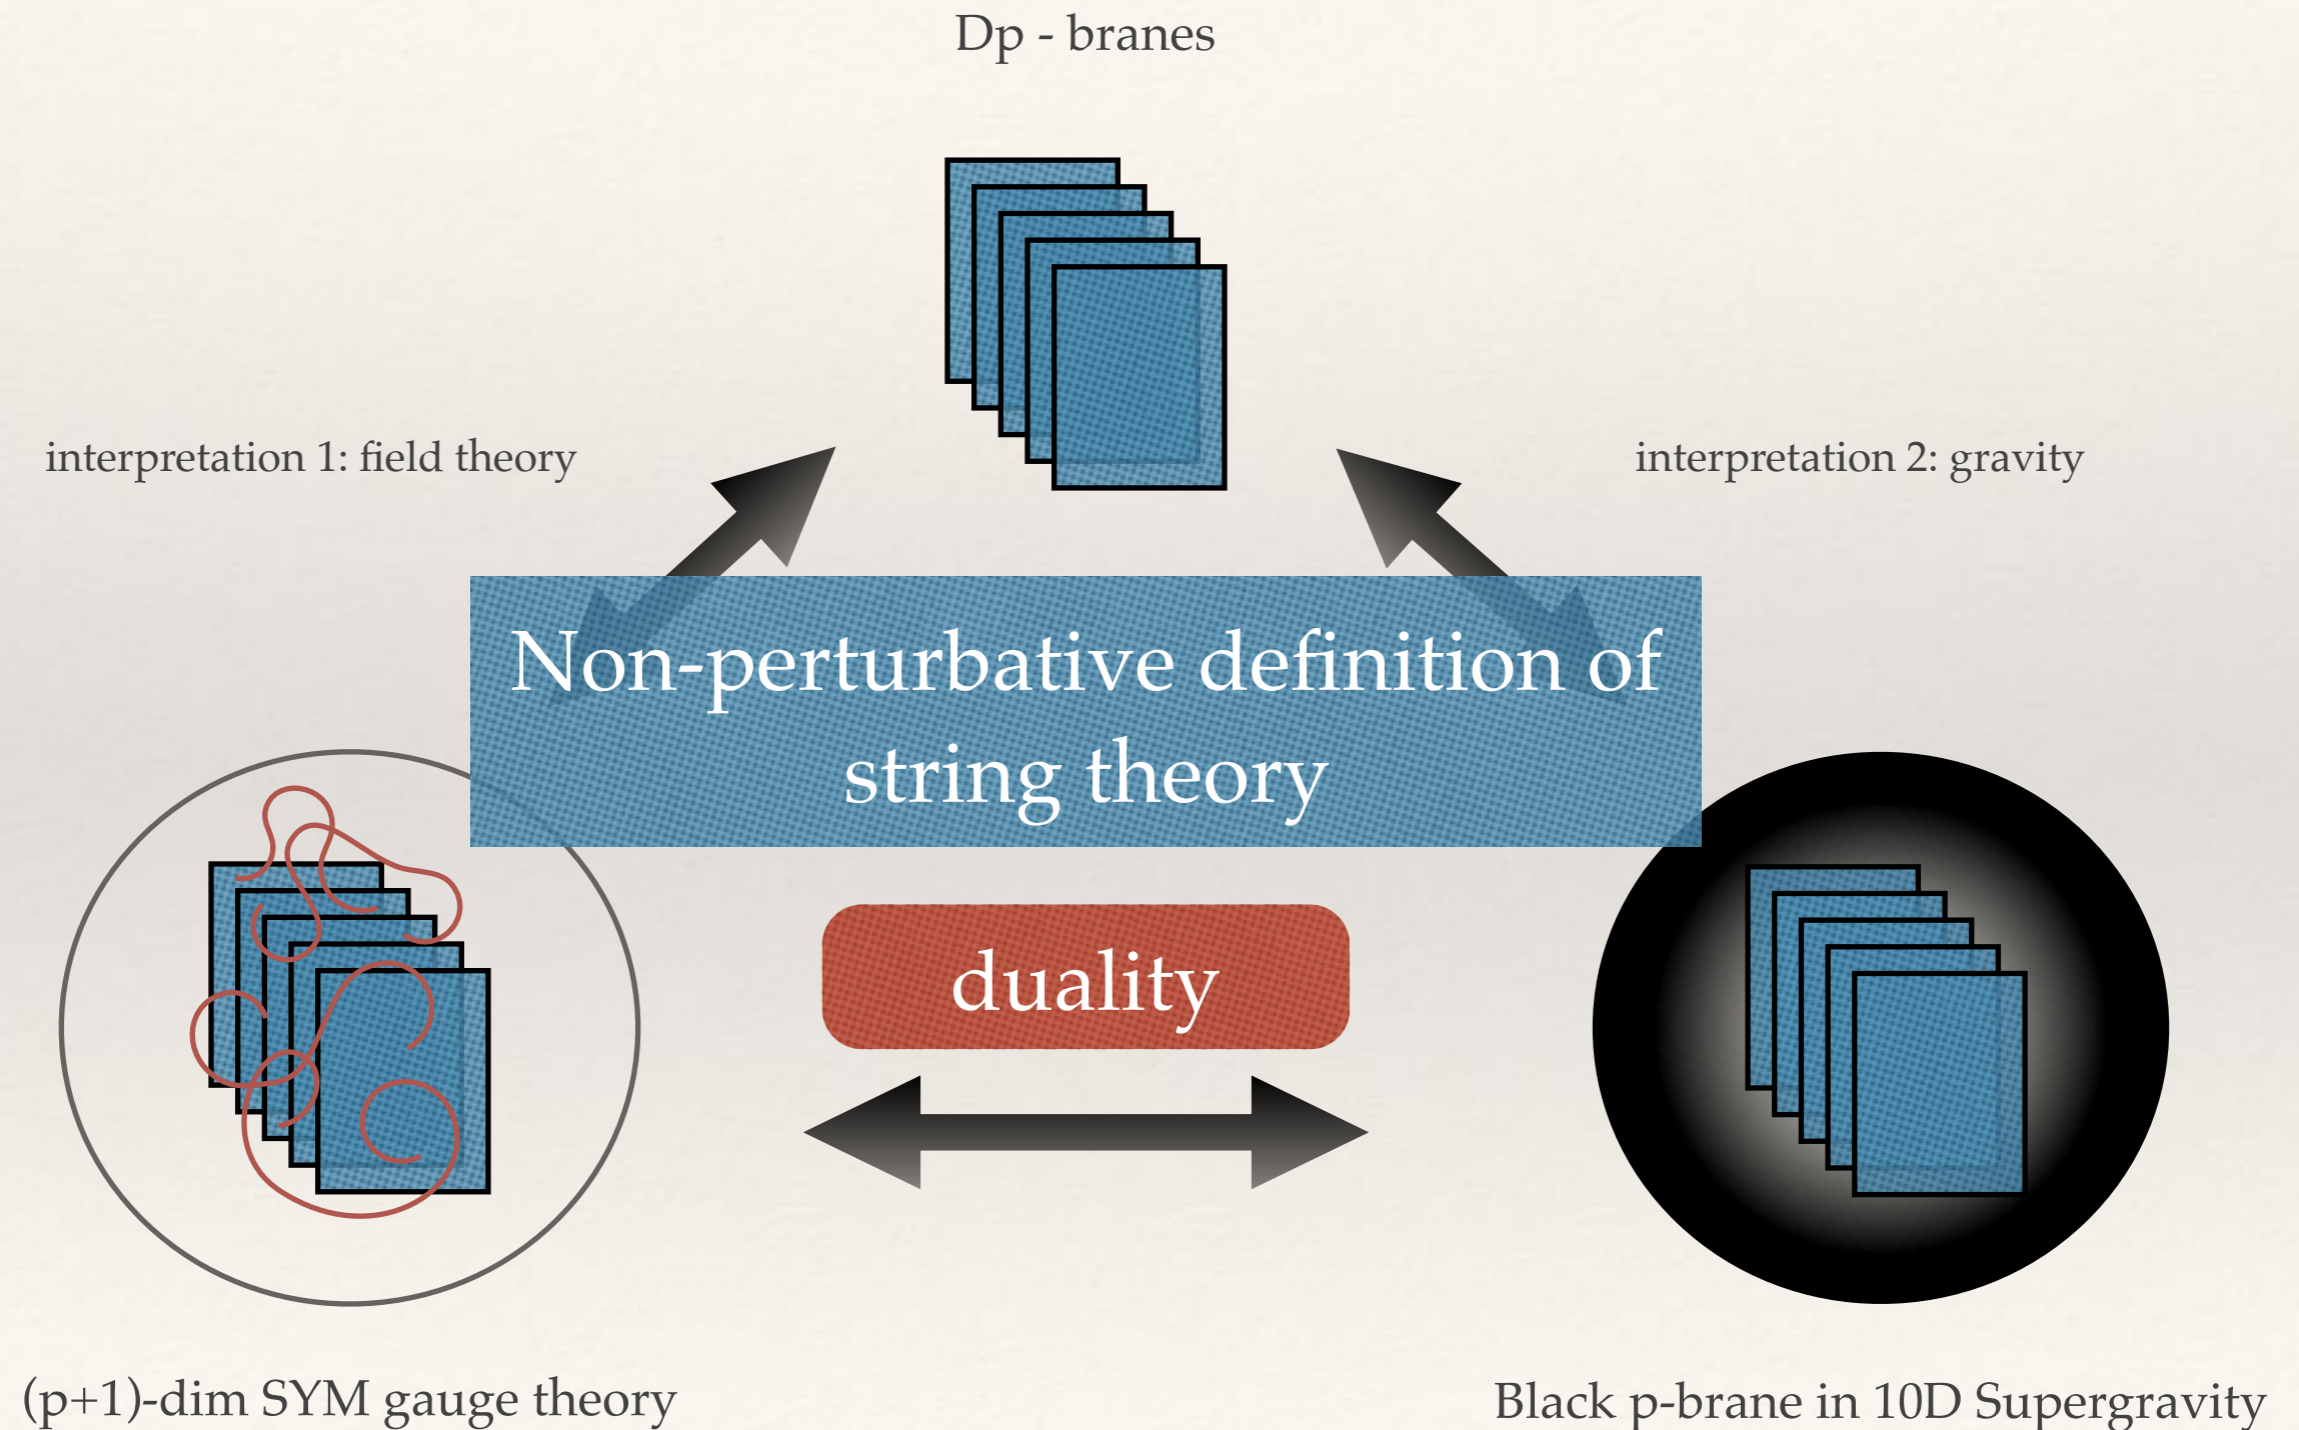 Dp - branes
interpretation 1: field theory
interpretation 2: gravity
Non-perturbative definition of
string theory
duality
(p+1)-dim SYM gauge theory
Black p-brane in 10D Supergravity